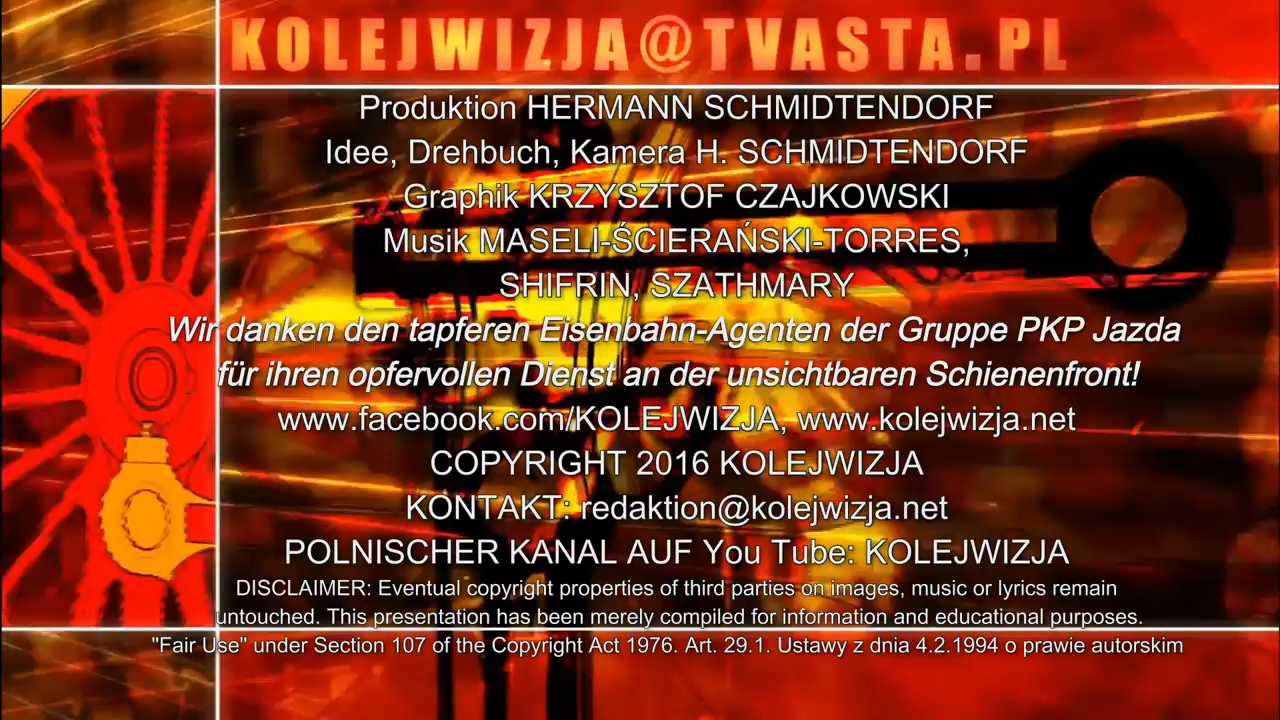 KOLEJWIZJA@TVASTA.PL
Produktion HERMANN SCHMIDTENDORF
Idee, Drehbuch, Kamera H. SCHMIDTENDORF
Graphik KRZYSZTOF CZAJKOWSKI
Musik MASELI-ŚCIERAŃSKI-TORRES,
SHIFRIN, SZATHMARY
Wir danken den tapferen Eisenbahn-Agenten der Gruppe PKP Jazda
für ihren opfervollen Dienst an der unsichtbaren Schienenfront!
www.facebook.com/KOLEJWIZJA, www.kolejwizja.net
COPYRIGHT 2016 KOLEJWIZJA
KONTAKT: redaktion@kolejwizja.net
POLNISCHER KANAL AUF You Tube: KOLEJWIZJA
DISCLAIMER: Eventual copyright properties of third parties on images, music or lyrics remain
untouched. This presentation has been merely compiled for information and educational purposes.
"Fair Use" under Section 107 of the Copyright Act 1976. Art. 29.1. Ustawy z dnia 4.2.1994 o prawie autorskim